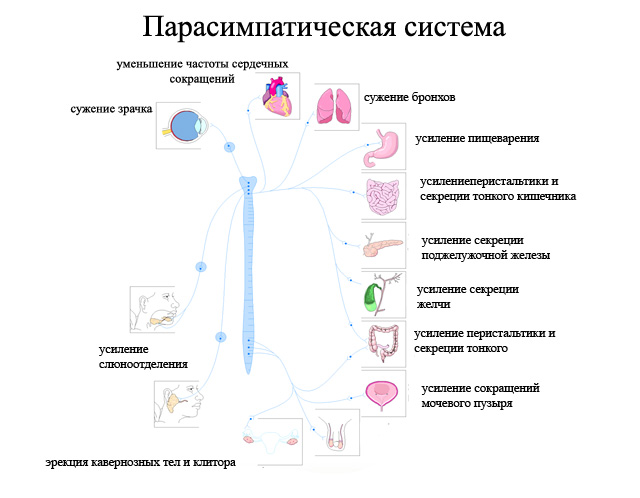 Парасимпатическая система
уменьшение частоты сердечных
сокращений
сужение зрачка
сужение бронхов
усиление пищеварения
усилениеперистальтики и
секреции тонкого кишечника
усиление секреции
поджелужочной железы
усиление секреции
желчи
усиление перистальтики и
секреции тонкого
усиление
слюноотделения
усиление сокращений
мочевого пузыря
эрекция кавернозных тел и клитора